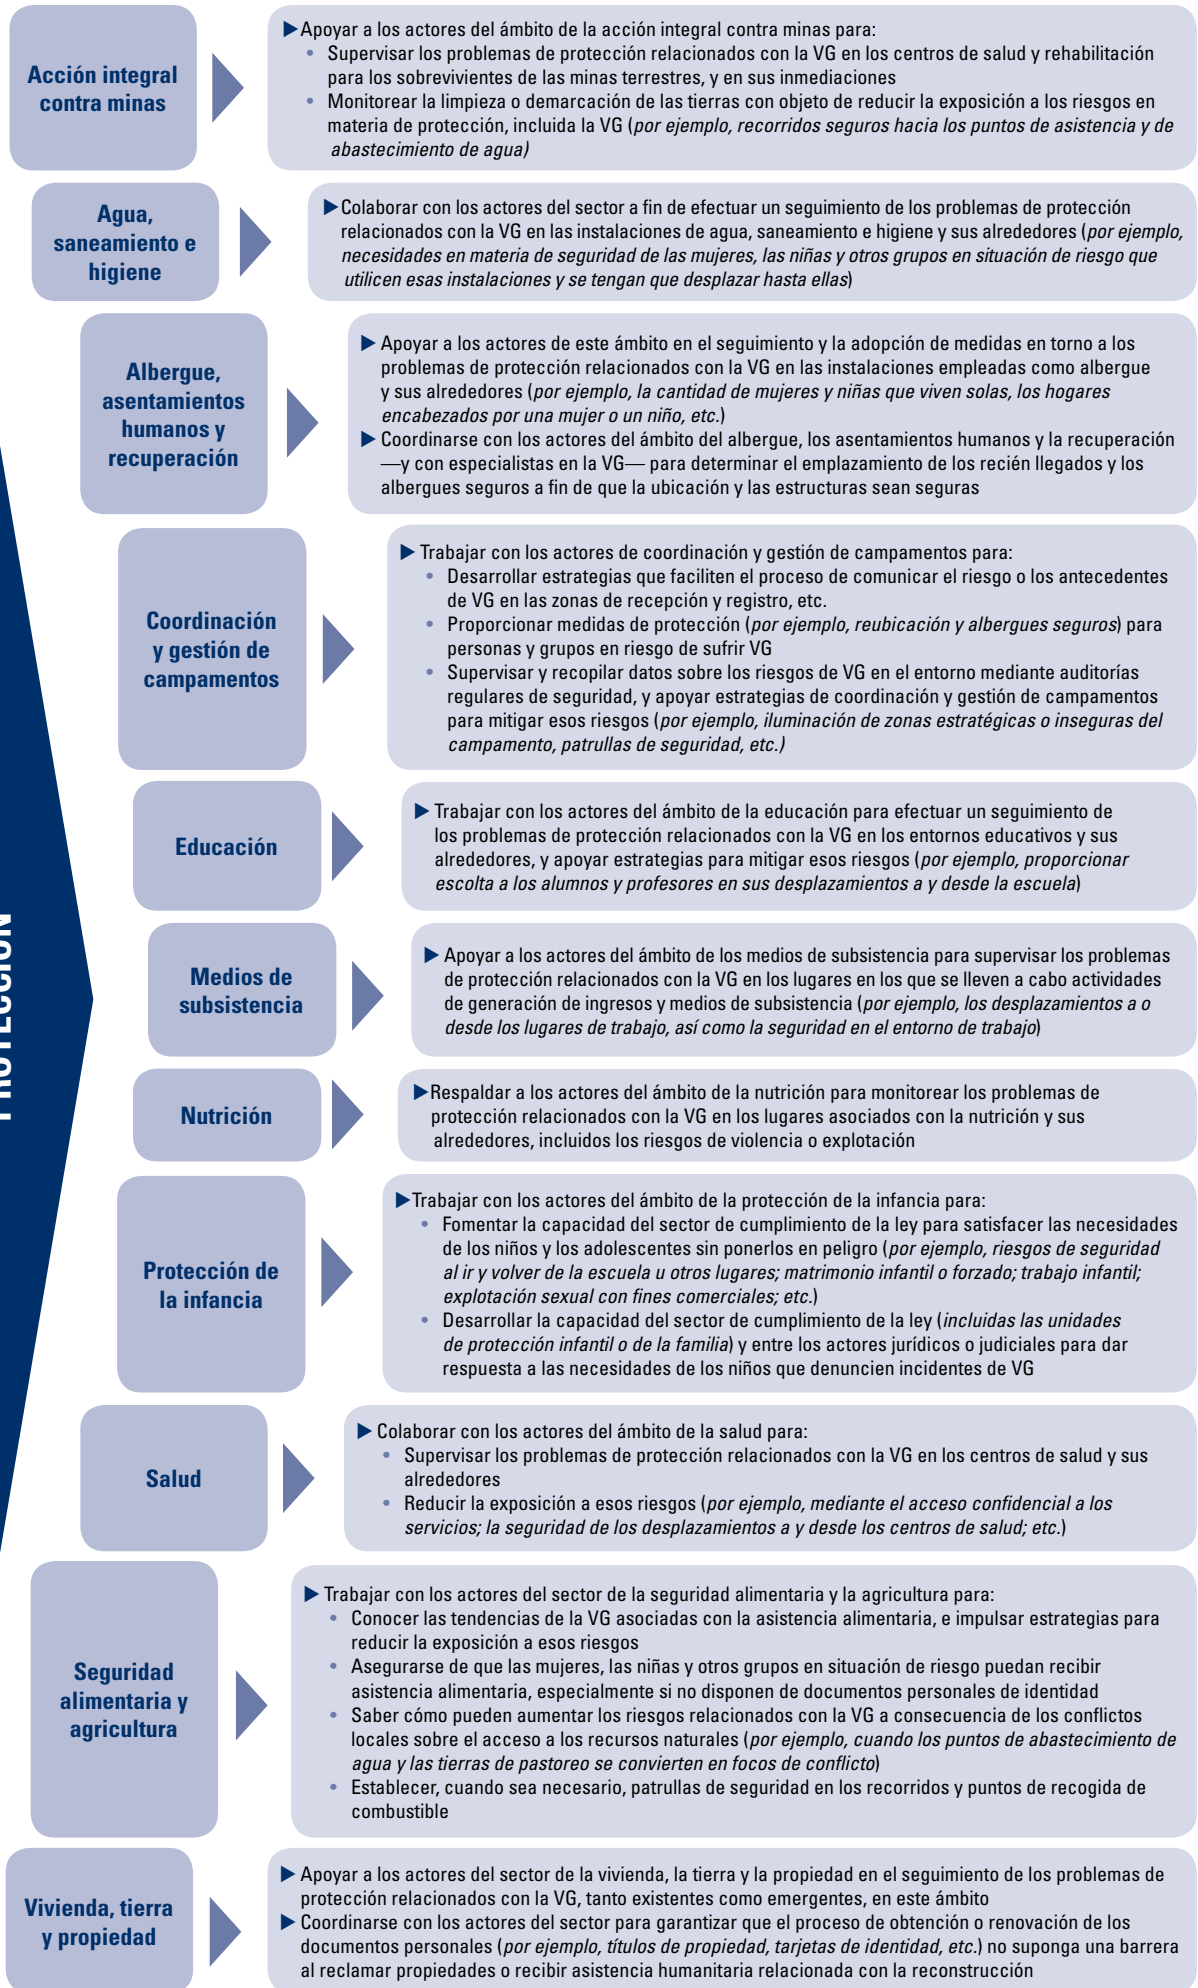 Acción integral
contra minas
▶Apoyar a los actores del ámbito de la acción integral contra minas para:
• Supervisar los problemas de protección relacionados con la VG en los centros de salud y rehabilitación
para los sobrevivientes de las minas terrestres, y en sus inmediaciones
• Monitorear la limpieza o demarcación de las tierras con objeto de reducir la exposición a los riesgos en
materia de protección, incluida la VG (por ejemplo, recorridos seguros hacia los puntos de asistencia y de
abastecimiento de agua)
Agua,
saneamiento e
higiene
▶Colaborar con los actores del sector a fin de efectuar un seguimiento de los problemas de protección
relacionados con la VG en las instalaciones de agua, saneamiento e higiene y sus alrededores (por ejemplo,
necesidades en materia de seguridad de las mujeres, las niñas y otros grupos en situación de riesgo que
utilicen esas instalaciones y se tengan que desplazar hasta ellas)
Albergue,
asentamientos
humanos y
recuperación
▶ Apoyar a los actores de este ámbito en el seguimiento y la adopción de medidas en torno a los
problemas de protección relacionados con la VG en las instalaciones empleadas como albergue
y sus alrededores (por ejemplo, la cantidad de mujeres y niñas que viven solas, los hogares
encabezados por una mujer o un niño, etc.)
▶ Coordinarse con los actores del ámbito del albergue, los asentamientos humanos y la recuperación
—y con especialistas en la VG— para determinar el emplazamiento de los recién llegados y los
albergues seguros a fin de que la ubicación y las estructuras sean seguras
Coordinación
y gestión de
campamentos
▶ Trabajar con los actores de coordinación y gestión de campamentos para:
• Desarrollar estrategias que faciliten el proceso de comunicar el riesgo o los antecedentes
de VG en las zonas de recepción y registro, etc.
• Proporcionar medidas de protección (por ejemplo, reubicación y albergues seguros) para
personas y grupos en riesgo de sufrir VG
• Supervisar y recopilar datos sobre los riesgos de VG en el entorno mediante auditorías
regulares de seguridad, y apoyar estrategias de coordinación y gestión de campamentos
para mitigar esos riesgos (por ejemplo, iluminación de zonas estratégicas o inseguras del
campamento, patrullas de seguridad, etc.)
Educación
▶ Trabajar con los actores del ámbito de la educación para efectuar un seguimiento de
los problemas de protección relacionados con la VG en los entornos educativos y sus
alrededores, y apoyar estrategias para mitigar esos riesgos (por ejemplo, proporcionar
escolta a los alumnos y profesores en sus desplazamientos a y desde la escuela)
PROTECCIÓN
Medios de
subsistencia
▶ Apoyar a los actores del ámbito de los medios de subsistencia para supervisar los problemas
de protección relacionados con la VG en los lugares en los que se lleven a cabo actividades
de generación de ingresos y medios de subsistencia (por ejemplo, los desplazamientos a o
desde los lugares de trabajo, así como la seguridad en el entorno de trabajo)
Nutrición
▶Respaldar a los actores del ámbito de la nutrición para monitorear los problemas de
protección relacionados con la VG en los lugares asociados con la nutrición y sus
alrededores, incluidos los riesgos de violencia o explotación
Protección de
la infancia
▶Trabajar con los actores del ámbito de la protección de la infancia para:
• Fomentar la capacidad del sector de cumplimiento de la ley para satisfacer las necesidades
de los niños y los adolescentes sin ponerlos en peligro (por ejemplo, riesgos de seguridad
al ir y volver de la escuela u otros lugares; matrimonio infantil o forzado; trabajo infantil;
explotación sexual con fines comerciales; etc.)
• Desarrollar la capacidad del sector de cumplimiento de la ley (incluidas las unidades
de protección infantil o de la familia) y entre los actores jurídicos o judiciales para dar
respuesta a las necesidades de los niños que denuncien incidentes de VG
Salud
▶ Colaborar con los actores del ámbito de la salud para:
• Supervisar los problemas de protección relacionados con la VG en los centros de salud y sus
alrededores
• Reducir la exposición a esos riesgos (por ejemplo, mediante el acceso confidencial a los
servicios; la seguridad de los desplazamientos a y desde los centros de salud; etc.)
Seguridad
alimentaria y
agricultura
▶ Trabajar con los actores del sector de la seguridad alimentaria y la agricultura para:
• Conocer las tendencias de la VG asociadas con la asistencia alimentaria, e impulsar estrategias para
reducir la exposición a esos riesgos
• Asegurarse de que las mujeres, las niñas y otros grupos en situación de riesgo puedan recibir
asistencia alimentaria, especialmente si no disponen de documentos personales de identidad
• Saber cómo pueden aumentar los riesgos relacionados con la VG a consecuencia de los conflictos
locales sobre el acceso a los recursos naturales (por ejemplo, cuando los puntos de abastecimiento de
agua y las tierras de pastoreo se convierten en focos de conflicto)
• Establecer, cuando sea necesario, patrullas de seguridad en los recorridos y puntos de recogida de
combustible
Vivienda, tierra
y propiedad
▶ Apoyar a los actores del sector de la vivienda, la tierra y la propiedad en el seguimiento de los problemas de
protección relacionados con la VG, tanto existentes como emergentes, en este ámbito
▶ Coordinarse con los actores del sector para garantizar que el proceso de obtención o renovación de los
documentos personales (por ejemplo, títulos de propiedad, tarjetas de identidad, etc.) no suponga una barrera
al reclamar propiedades o recibir asistencia humanitaria relacionada con la reconstrucción